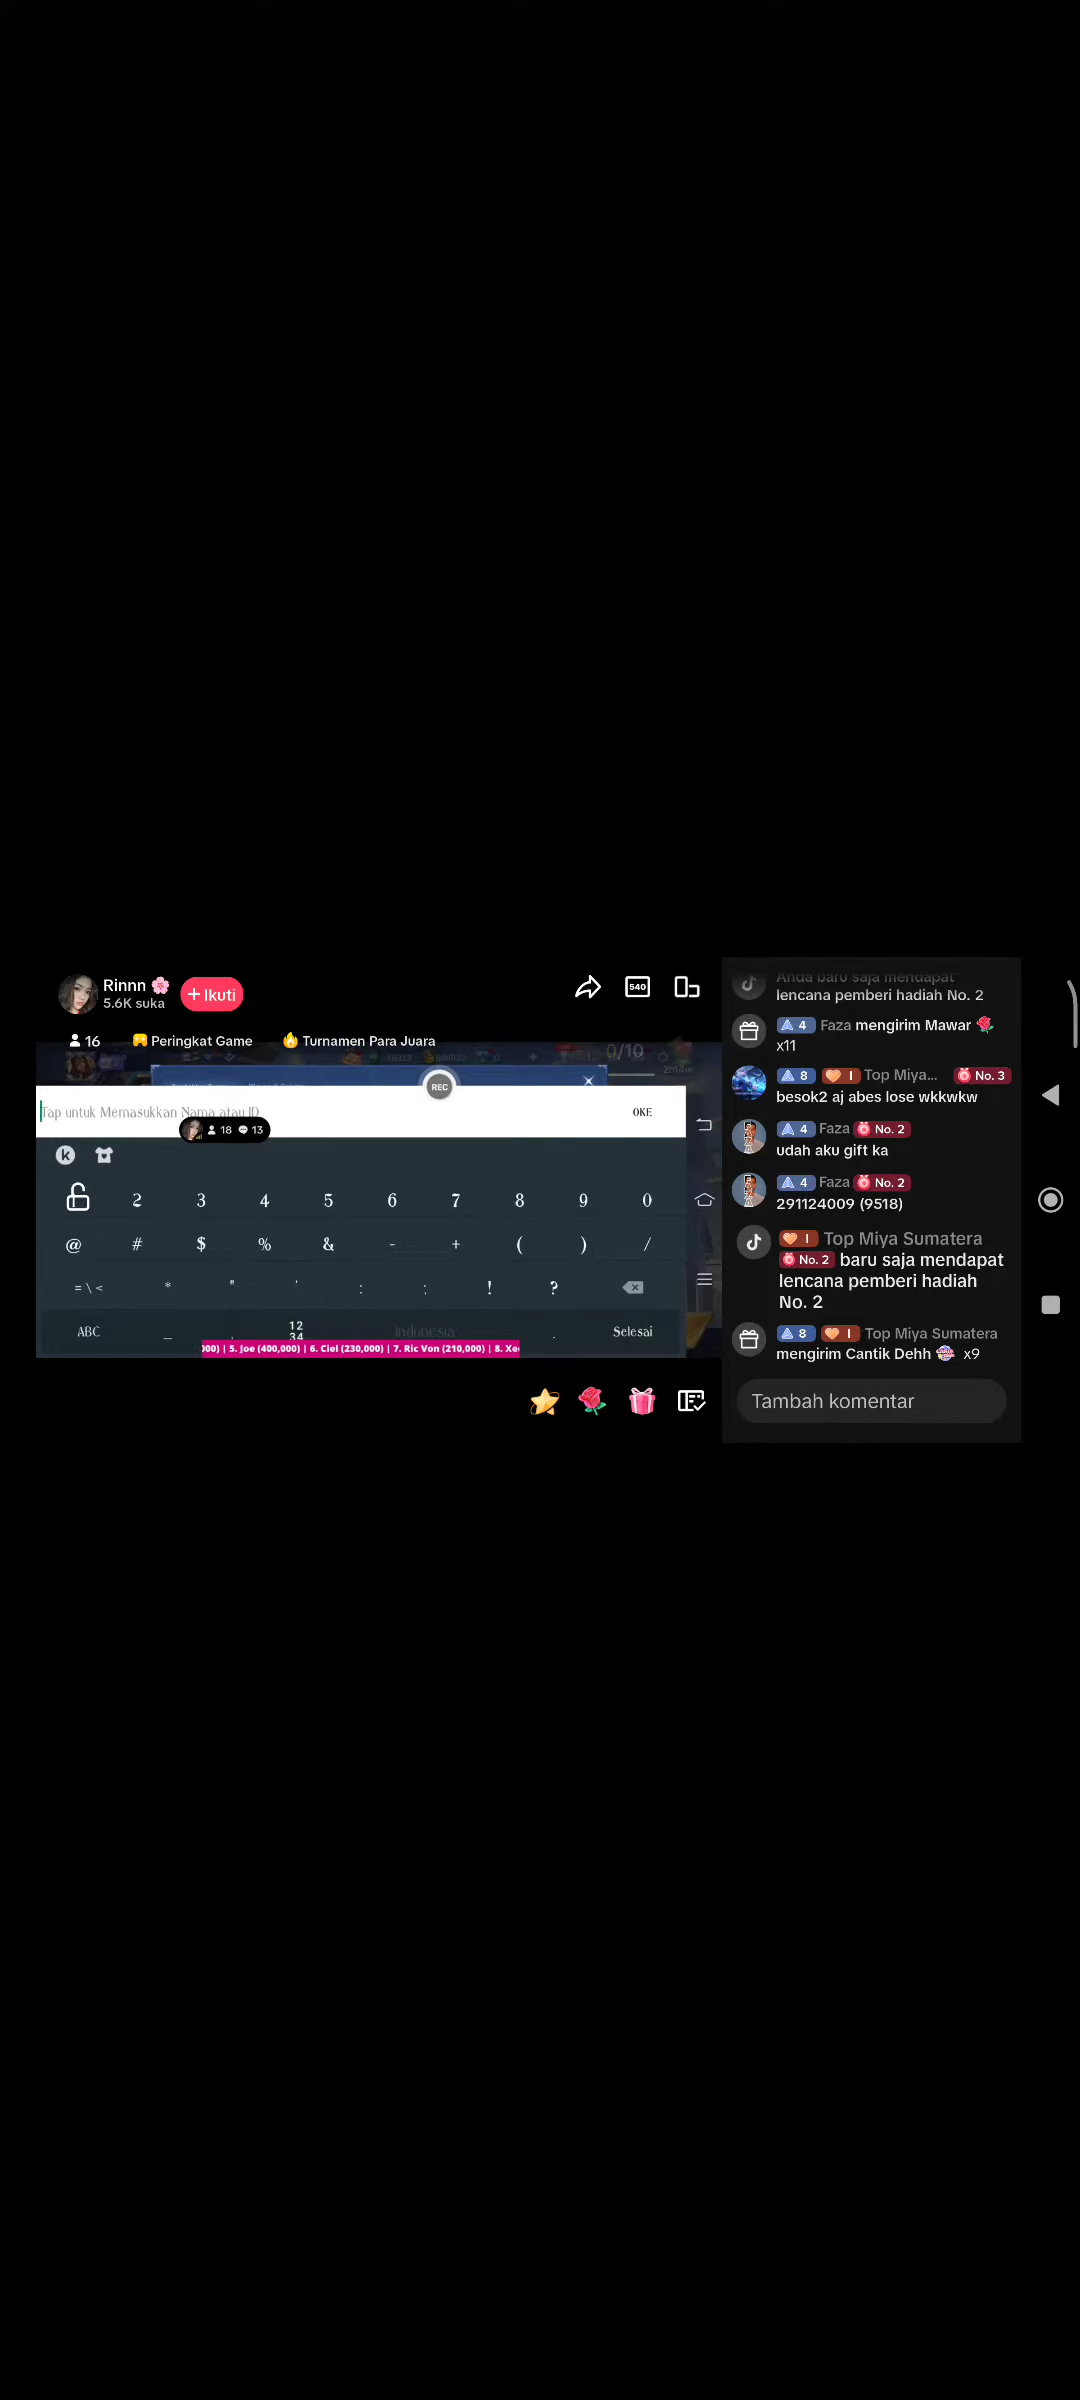 Rinnn 🌸
5.6K suka
+ Ikuti
540
16
Peringkat Game
Turnamen Para Juara
0/10
REC
Tap untuk Memasukkan Nama atau ID
OKE
18 13
2 3 4 5 6 7 8 9 0
@ # $ % & - + ( ) /
= \ < * " ' : ; ! ?
ABC _ , 12 34 Indonesia . Selesai
000) | 5. Joe (400,000) | 6. Ciel (230,000) | 7. Ric Von (210,000) | 8. Xe
Anda baru saja mendapat
lencana pemberi hadiah No. 2
4 Faza mengirim Mawar 🌹
x11
8 I Top Miya... No. 3
besok2 aj abes lose wkkwkw
4 Faza No. 2
udah aku gift ka
4 Faza No. 2
291124009 (9518)
I Top Miya Sumatera
No. 2 baru saja mendapat
lencana pemberi hadiah
No. 2
8 I Top Miya Sumatera
mengirim Cantik Dehh x9
Tambah komentar